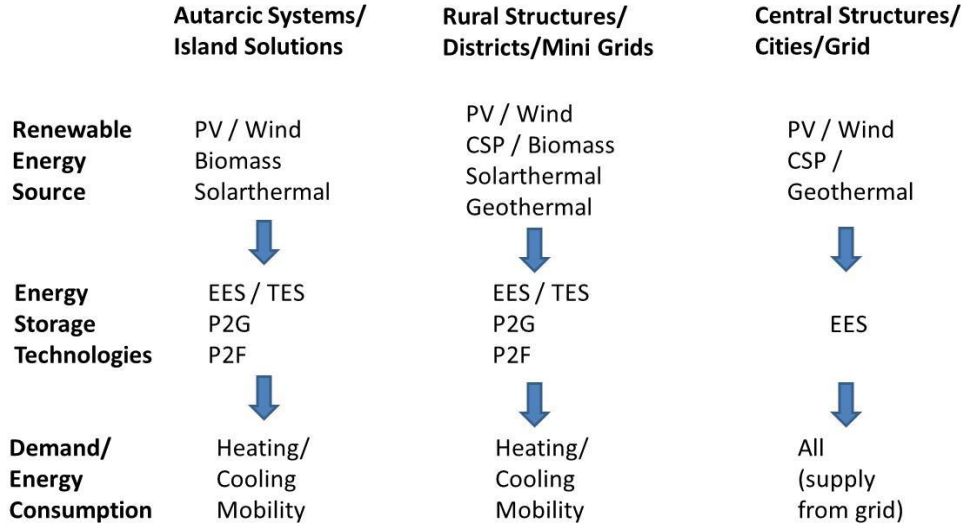 Autarcic Systems/
Island Solutions
Rural Structures/
Districts/Mini Grids
Central Structures/
Cities/Grid
Renewable
Energy
Source
PV / Wind
Biomass
Solarthermal
PV / Wind
CSP / Biomass
Solarthermal
Geothermal
PV / Wind
CSP /
Geothermal
Energy
Storage
Technologies
EES / TES
P2G
P2F
EES / TES
P2G
P2F
EES
Demand/
Energy
Consumption
Heating/
Cooling
Mobility
Heating/
Cooling
Mobility
All
(supply
from grid)